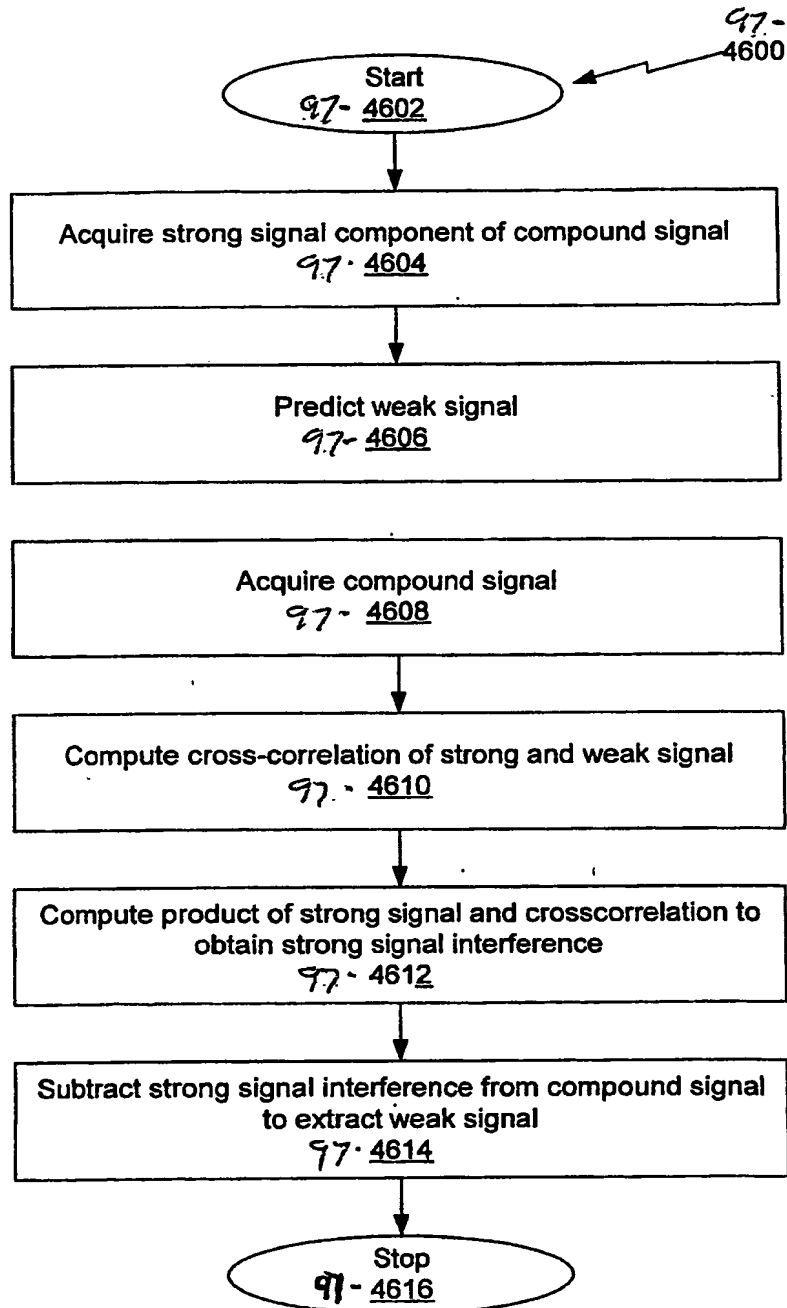 97-
4600
Start
97- 4602
Acquire strong signal component of compound signal
97- 4604
Predict weak signal
97- 4606
Acquire compound signal
97- 4608
Compute cross-correlation of strong and weak signal
97- 4610
Compute product of strong signal and crosscorrelation to
obtain strong signal interference
97- 4612
Subtract strong signal interference from compound signal
to extract weak signal
97- 4614
Stop
97- 4616